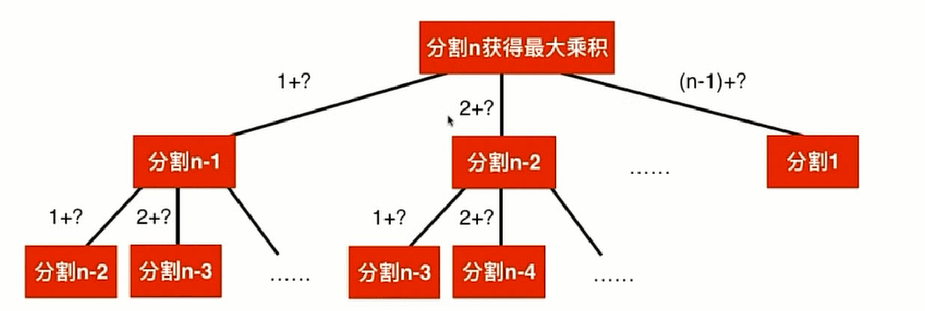 分割n获得最大乘积
1+?
2+?
(n-1)+?
分割n-1
分割n-2
……
分割1
1+?
2+?
1+?
2+?
分割n-2
分割n-3
……
分割n-3
分割n-4
……